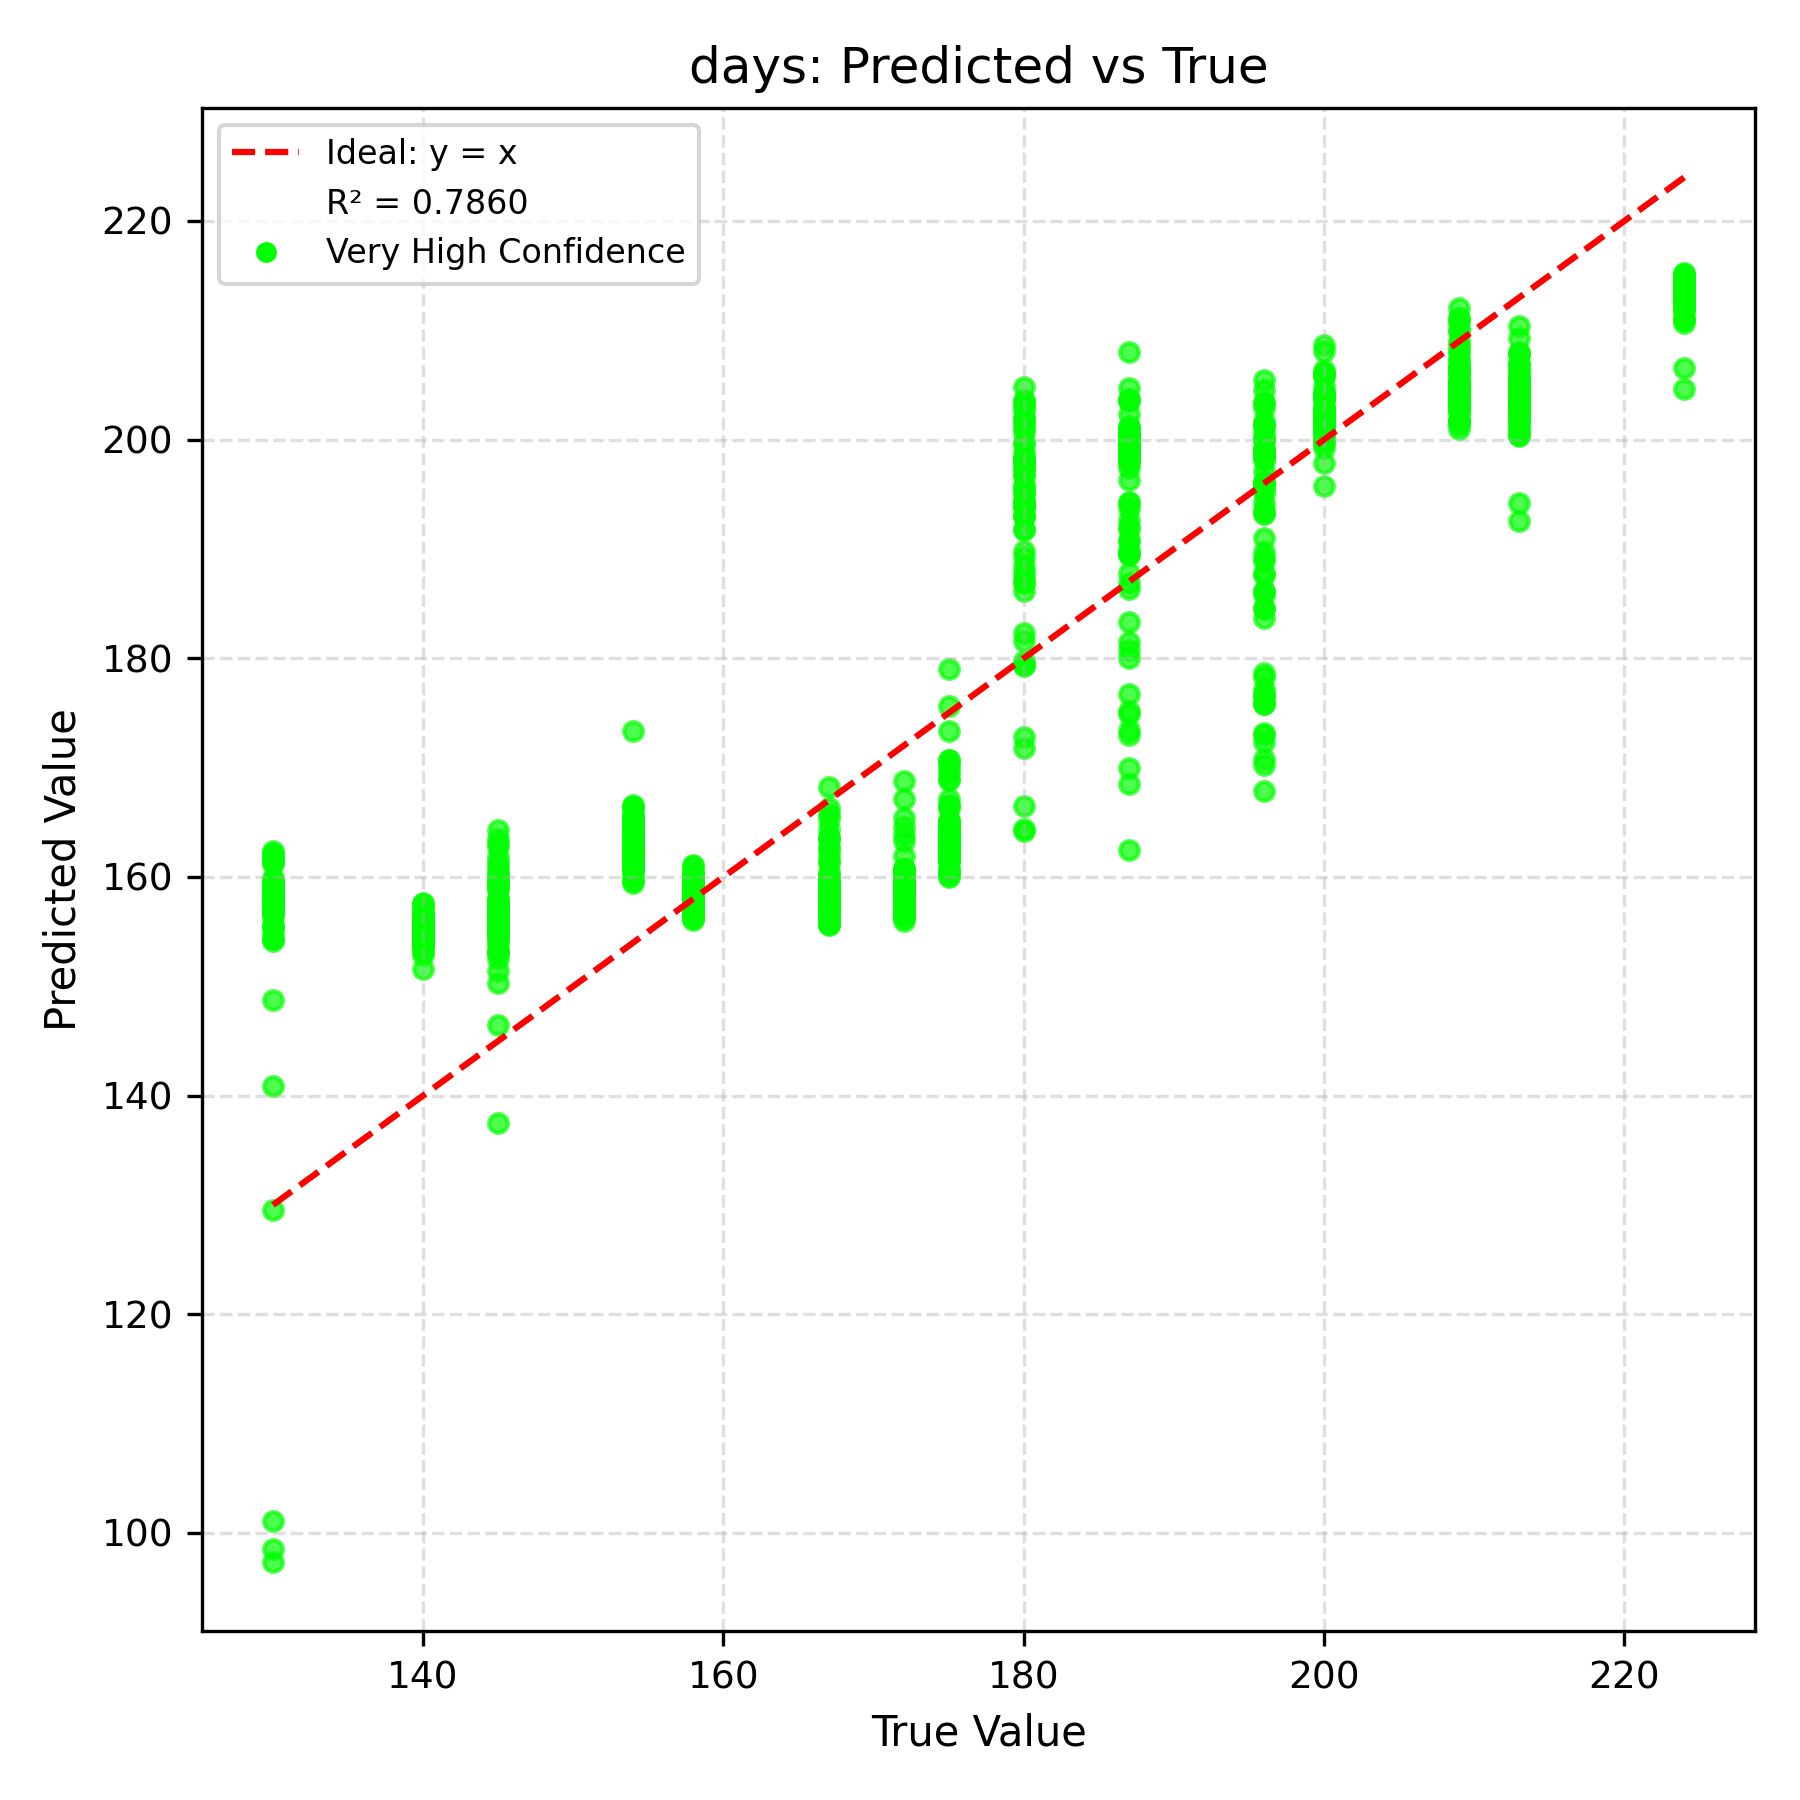 days: Predicted vs True
Ideal: y = x
R² = 0.7860
Very High Confidence
220
200
180
160
140
120
100
Predicted Value
140
160
180
200
220
True Value